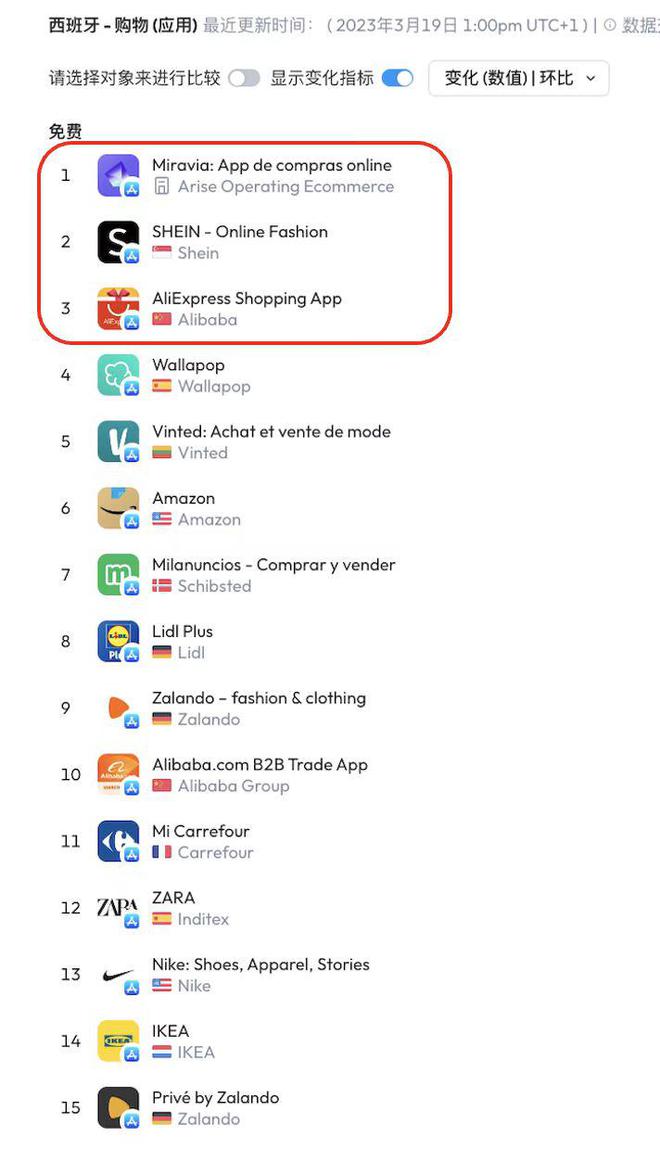 西班牙 - 购物 (应用) 最近更新时间: ( 2023年3月19日 1:00pm UTC+1 ) | 数据
请选择对象来进行比较 显示变化指标 变化 (数值) | 环比
免费
1 Miravia: App de compras online
Arise Operating Ecommerce
2 SHEIN - Online Fashion
Shein
3 AliExpress Shopping App
Alibaba
4 Wallapop
Wallapop
5 Vinted: Achat et vente de mode
Vinted
6 Amazon
Amazon
7 Milanuncios - Comprar y vender
Schibsted
8 Lidl Plus
Lidl
9 Zalando – fashion & clothing
Zalando
10 Alibaba.com B2B Trade App
Alibaba Group
11 Mi Carrefour
Carrefour
12 ZARA ZARA
Inditex
13 Nike: Shoes, Apparel, Stories
Nike
14 IKEA IKEA
IKEA
15 Privé by Zalando
Zalando